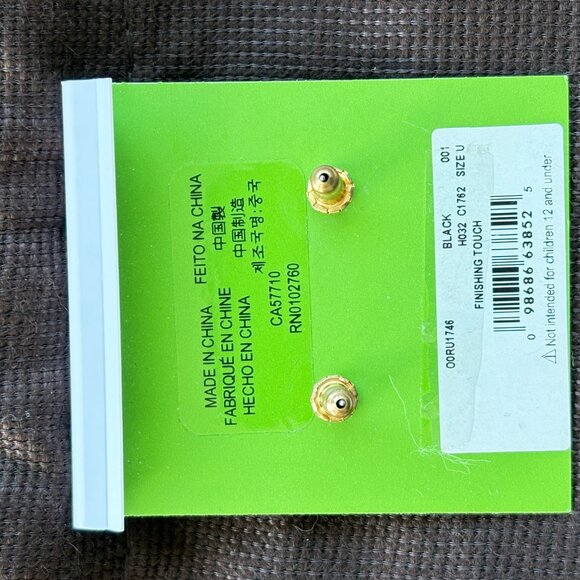 MADE IN CHINA
FABRIQUÉ EN CHINE
HECHO EN CHINA
FEITO NA CHINA
中国製
中国制造
제조국명:중국
CA57710
RN0102760
O0RU1746 BLACK 001
H032 C1762 SIZE U
FINISHING TOUCH
0 98686 63852 5
⚠ Not intended for children 12 and under